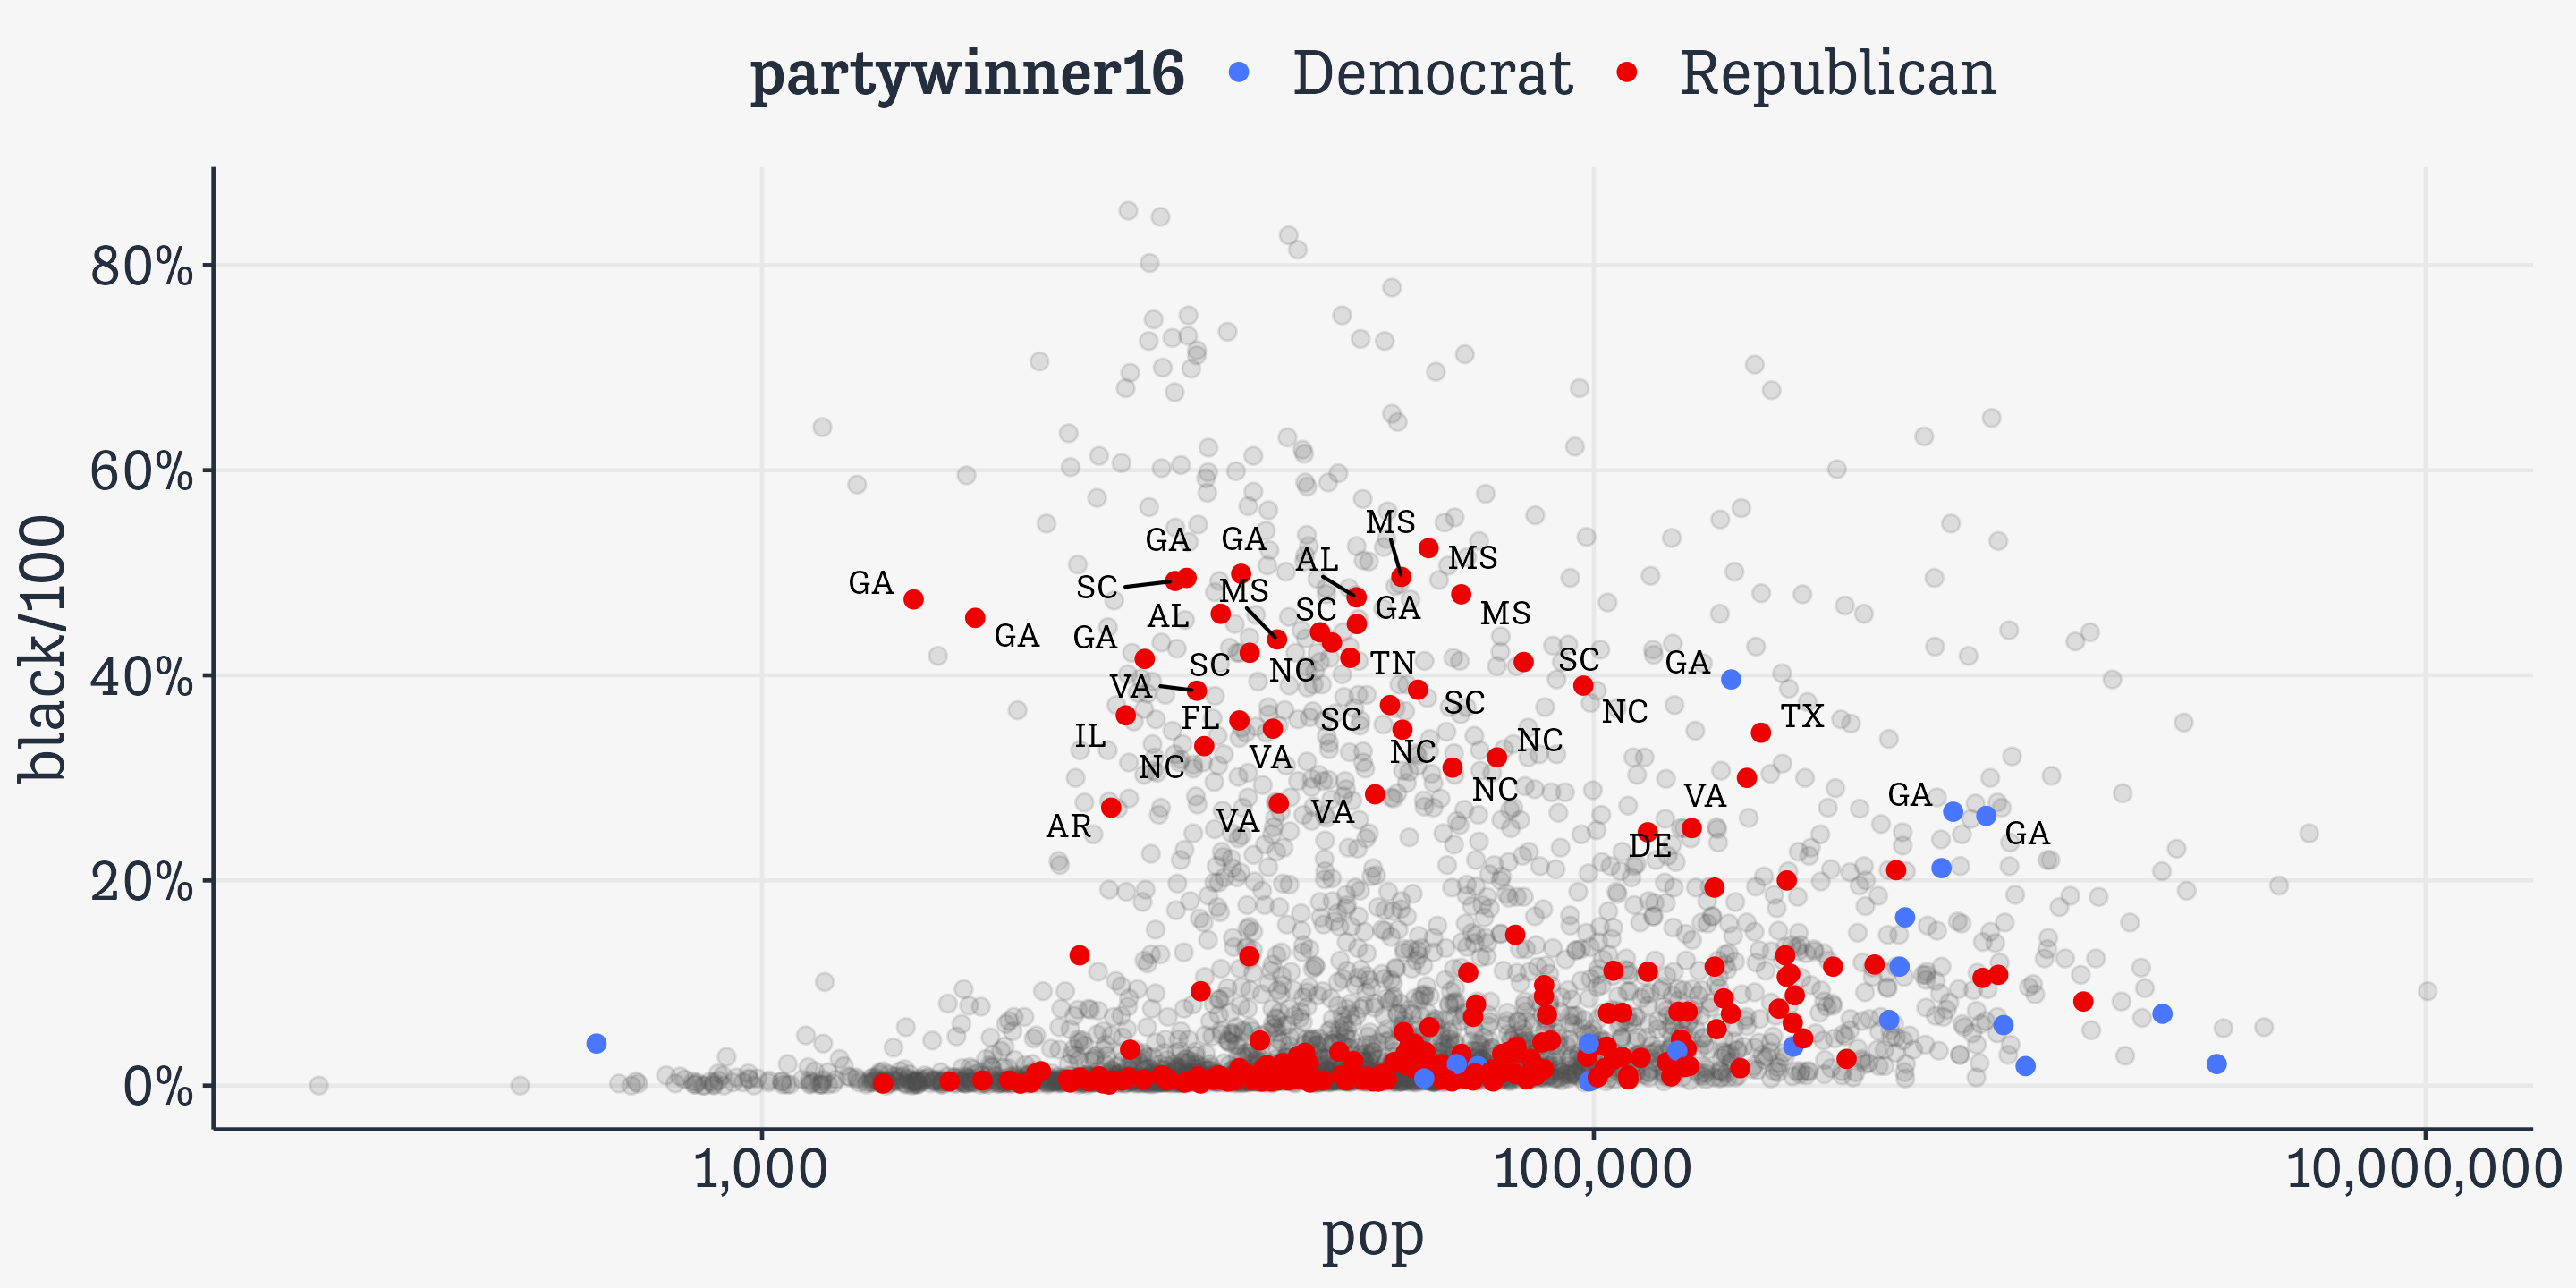 partywinner16 Democrat Republican
80%
60%
40%
20%
0%
black/100
MS
GA GA
AL MS
GA SC
MS
SC GA
AL MS
GA GA
SC NC TN SC GA
VA
SC
FL SC NC TX
IL
NC NC
NC VA
NC
VA GA
VA VA
AR GA
DE
1,000 100,000 10,000,000
pop